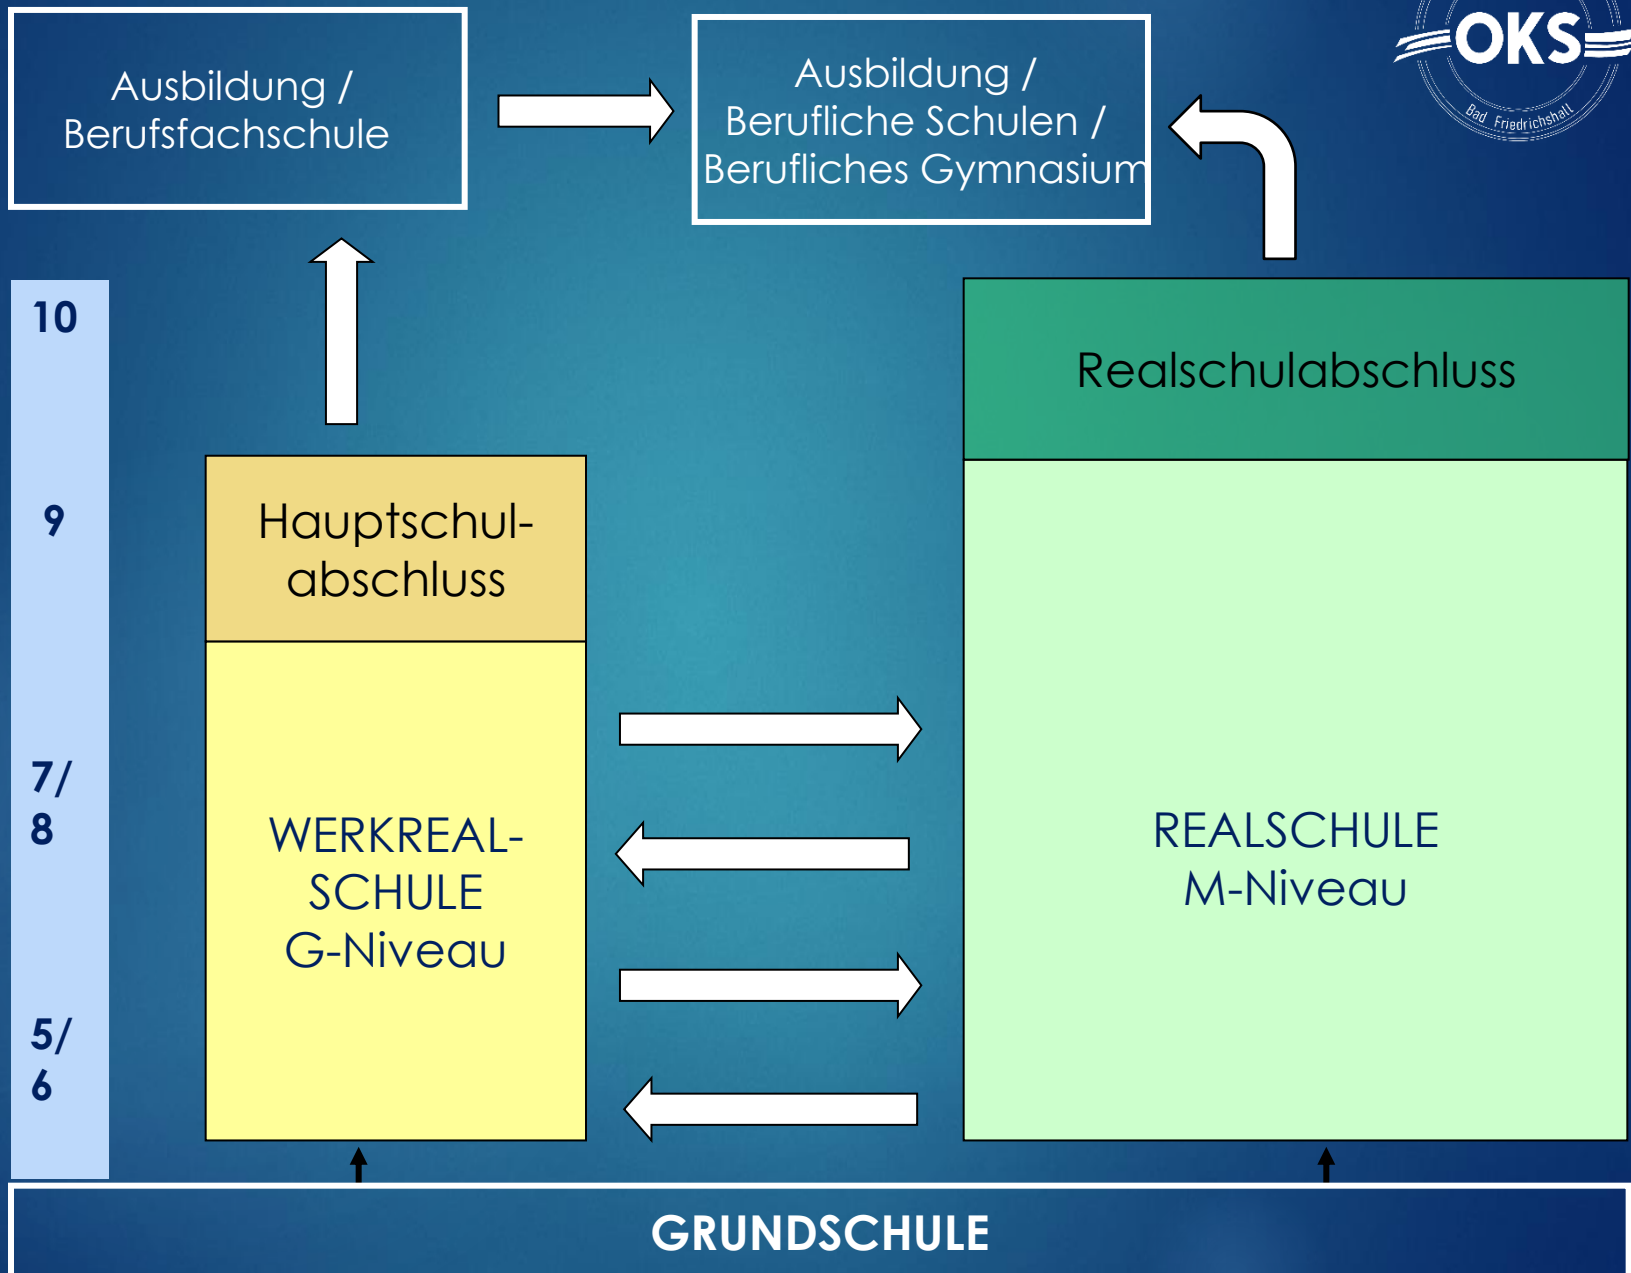 OKS
Bad Friedrichshall
Ausbildung /
Berufsfachschule
Ausbildung /
Berufliche Schulen /
Berufliches Gymnasium
10
9
7/
8
5/
6
Realschulabschluss
Hauptschul-
abschluss
WERKREAL-
SCHULE
G-Niveau
REALSCHULE
M-Niveau
GRUNDSCHULE